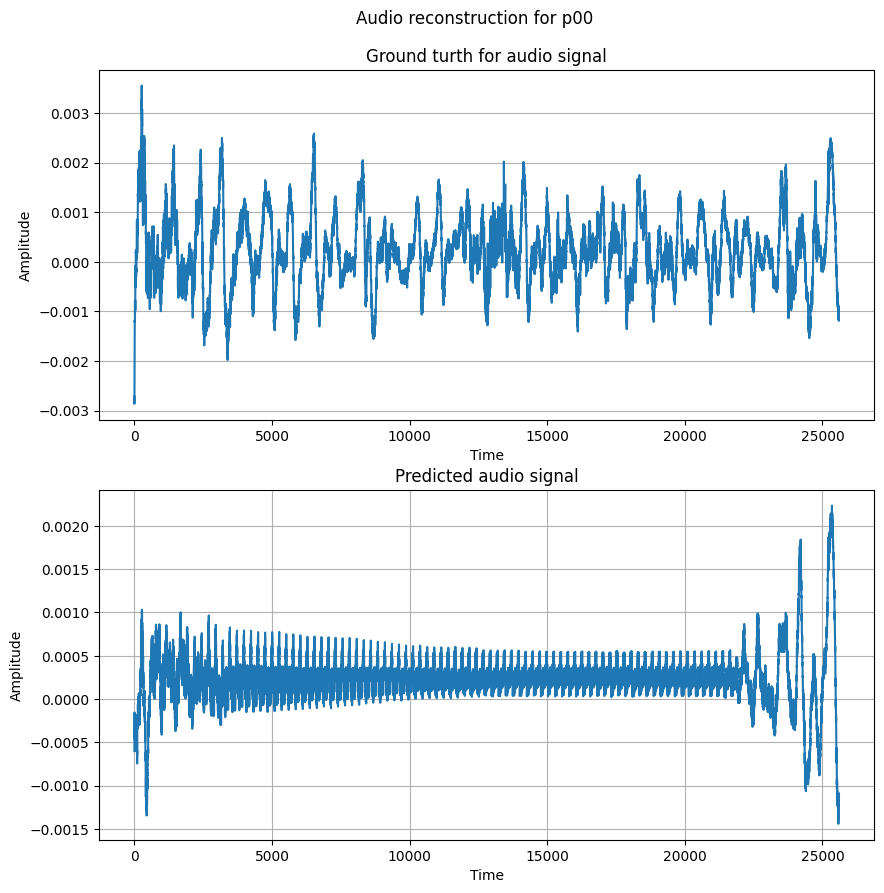 Audio reconstruction for p00
Ground turth for audio signal
Amplitude
0.003
0.002
0.001
0.000
−0.001
−0.002
−0.003
0 5000 10000 15000 20000 25000
Time
Predicted audio signal
Amplitude
0.0020
0.0015
0.0010
0.0005
0.0000
−0.0005
−0.0010
−0.0015
0 5000 10000 15000 20000 25000
Time